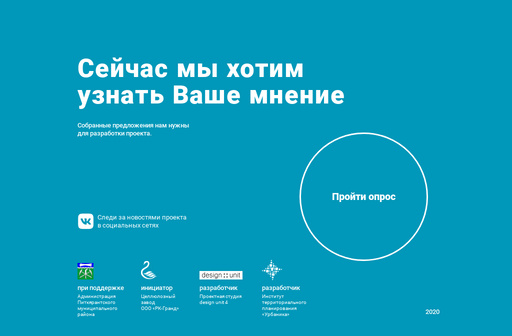 Сейчас мы хотим
узнать Ваше мнение
Собранные предложения нам нужны
для разработки проекта.
Пройти опрос
Следи за новостями проекта
в социальных сетях
design unit
при поддержке
Администрация
Питкярантского
муниципального
района
инициатор
Целлюлозный
завод
ООО «РК-Гранд»
разработчик
Проектная студия
design unit 4
разработчик
Институт
территориального
планирования
«Урбаника»
2020